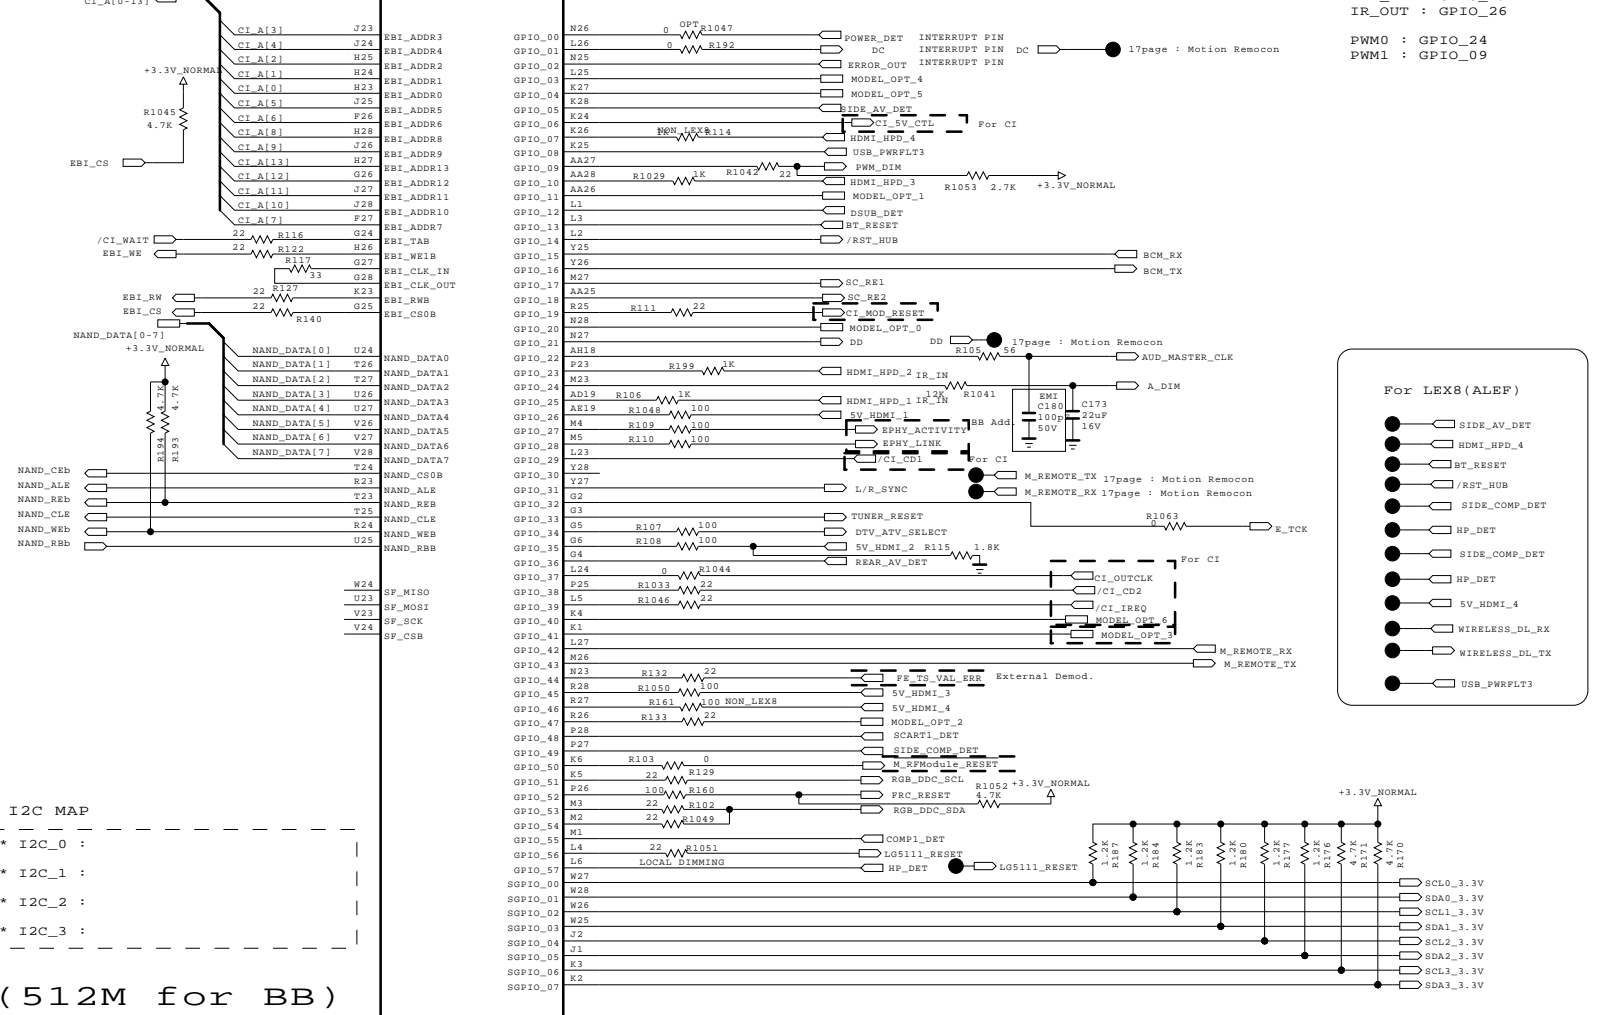 CI_A[0-13]
IR_OUT : GPIO_26
PWM0 : GPIO_24
PWM1 : GPIO_09
CI_A[3] J23 EBI_ADDR3
CI_A[4] J24 EBI_ADDR4
CI_A[2] H25 EBI_ADDR2
CI_A[1] H24 EBI_ADDR1
CI_A[0] H23 EBI_ADDR0
CI_A[5] J25 EBI_ADDR5
CI_A[6] F26 EBI_ADDR6
CI_A[8] H28 EBI_ADDR8
CI_A[9] J26 EBI_ADDR9
CI_A[13] H27 EBI_ADDR13
CI_A[12] G26 EBI_ADDR12
CI_A[11] J27 EBI_ADDR11
CI_A[10] J28 EBI_ADDR10
CI_A[7] F27 EBI_ADDR7
+3.3V_NORMAL
R1045
4.7K
EBI_CS
/CI_WAIT 22 R116 G24 EBI_TAB
EBI_WE 22 R122 H26 EBI_WE1B
R117 33 G27 EBI_CLK_IN
G28 EBI_CLK_OUT
EBI_RW 22 R127 K23 EBI_RWB
EBI_CS 22 R140 G25 EBI_CS0B
NAND_DATA[0-7]
+3.3V_NORMAL
NAND_DATA[0] U24 NAND_DATA0
NAND_DATA[1] T26 NAND_DATA1
NAND_DATA[2] T27 NAND_DATA2
NAND_DATA[3] U26 NAND_DATA3
NAND_DATA[4] U27 NAND_DATA4
NAND_DATA[5] V26 NAND_DATA5
NAND_DATA[6] V27 NAND_DATA6
NAND_DATA[7] V28 NAND_DATA7
4.7K R194
4.7K R193
NAND_CEb T24 NAND_CS0B
NAND_ALE R23 NAND_ALE
NAND_REb T23 NAND_REB
NAND_CLE T25 NAND_CLE
NAND_WEb R24 NAND_WEB
NAND_RBb U25 NAND_RBB
W24 SF_MISO
U23 SF_MOSI
V23 SF_SCK
V24 SF_CSB
GPIO_00 N26 0 OPT R1047 POWER_DET INTERRUPT PIN
GPIO_01 L26 0 R192 DC INTERRUPT PIN DC 17page : Motion Remocon
GPIO_02 N25 ERROR_OUT INTERRUPT PIN
GPIO_03 L25 MODEL_OPT_4
GPIO_04 K27 MODEL_OPT_5
GPIO_05 K28 SIDE_AV_DET
GPIO_06 K24 CI_5V_CTL For CI
GPIO_07 K26 1K NON_LEX8 R114 HDMI_HPD_4
GPIO_08 K25 USB_PWRFLT3
GPIO_09 AA27 R1042 22 PWM_DIM R1053 2.7K +3.3V_NORMAL
GPIO_10 AA28 R1029 1K HDMI_HPD_3
GPIO_11 AA26 MODEL_OPT_1
GPIO_12 L1 DSUB_DET
GPIO_13 L3 BT_RESET
GPIO_14 L2 /RST_HUB
GPIO_15 Y25 BCM_RX
GPIO_16 Y26 BCM_TX
GPIO_17 M27 SC_RE1
GPIO_18 AA25 SC_RE2
GPIO_19 R25 R111 22 CI_MOD_RESET
GPIO_20 N28 MODEL_OPT_0
GPIO_21 N27 DD DD 17page : Motion Remocon
GPIO_22 AH18 R105 56 AUD_MASTER_CLK
GPIO_23 P23 R199 1K HDMI_HPD_2 IR_IN
GPIO_24 M23 12K R1041 A_DIM
GPIO_25 AD19 R106 1K HDMI_HPD_1 IR_IN
GPIO_26 AE19 R1048 100 5V_HDMI_1
GPIO_27 M4 R109 100 EPHY_ACTIVITY BB Add.
GPIO_28 M5 R110 100 EPHY_LINK
GPIO_29 L23 /CI_CD1 For CI
EMI
C180
100p
50V
C173
22uF
16V
GPIO_30 Y28 M_REMOTE_TX 17page : Motion Remocon
GPIO_31 Y27 L/R_SYNC M_REMOTE_RX 17page : Motion Remocon
GPIO_32 G2 R1063 0 E_TCK
GPIO_33 G3 TUNER_RESET
GPIO_34 G5 R107 100 DTV_ATV_SELECT
GPIO_35 G6 R108 100 5V_HDMI_2 R115 1.8K
GPIO_36 G4 REAR_AV_DET
For CI
GPIO_37 L24 0 R1044 CI_OUTCLK
GPIO_38 P25 R1033 22 /CI_CD2
GPIO_39 L5 R1046 22 /CI_IREQ
GPIO_40 K4 MODEL_OPT_6
GPIO_41 K1 MODEL_OPT_3
GPIO_42 L27 M_REMOTE_RX
GPIO_43 M26 M_REMOTE_TX
GPIO_44 N23 R132 22 FE_TS_VAL_ERR External Demod.
GPIO_45 R28 R1050 100 5V_HDMI_3
GPIO_46 R27 R161 100 NON_LEX8 5V_HDMI_4
GPIO_47 R26 R133 22 MODEL_OPT_2
GPIO_48 P28 SCART1_DET
GPIO_49 P27 SIDE_COMP_DET
GPIO_50 K6 R103 0 M_RFModule_RESET
GPIO_51 K5 22 R129 RGB_DDC_SCL
GPIO_52 P26 100 R160 FRC_RESET R1052 4.7K +3.3V_NORMAL
GPIO_53 M3 22 R102 RGB_DDC_SDA
GPIO_54 M2 22 R1049
GPIO_55 M1 COMP1_DET
GPIO_56 L4 22 R1051 LG5111_RESET
GPIO_57 L6 LOCAL DIMMING HP_DET LG5111_RESET
+3.3V_NORMAL
1.2K R187
1.2K R184
1.2K R183
1.2K R180
1.2K R177
1.2K R176
4.7K R171
4.7K R170
SGPIO_00 W27 SCL0_3.3V
SGPIO_01 W28 SDA0_3.3V
SGPIO_02 W26 SCL1_3.3V
SGPIO_03 W25 SDA1_3.3V
SGPIO_04 J2 SCL2_3.3V
SGPIO_05 J1 SDA2_3.3V
SGPIO_06 K3 SCL3_3.3V
SGPIO_07 K2 SDA3_3.3V
For LEX8(ALEF)
SIDE_AV_DET
HDMI_HPD_4
BT_RESET
/RST_HUB
SIDE_COMP_DET
HP_DET
SIDE_COMP_DET
HP_DET
5V_HDMI_4
WIRELESS_DL_RX
WIRELESS_DL_TX
USB_PWRFLT3
I2C MAP
* I2C_0 :
* I2C_1 :
* I2C_2 :
* I2C_3 :
(512M for BB)